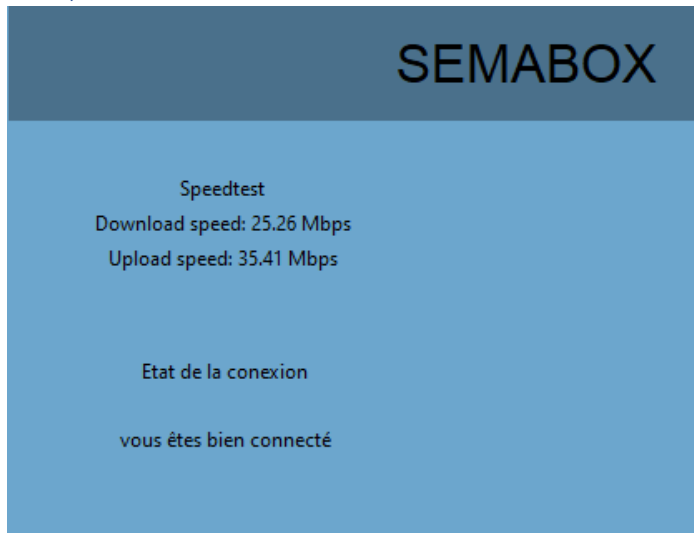 SEMABOX
Speedtest
Download speed: 25.26 Mbps
Upload speed: 35.41 Mbps
Etat de la conexion
vous êtes bien connecté